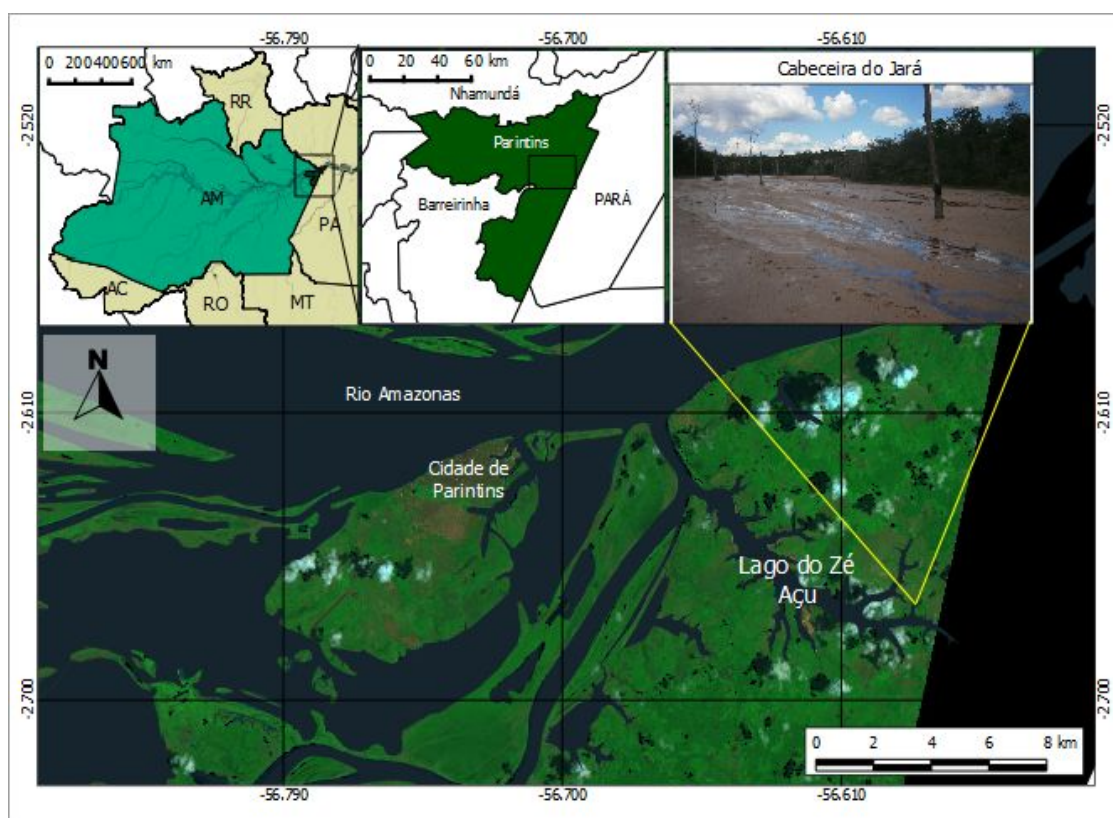 -56.790
-56.700
-56.610
0 200400600 km
RR
AM
PA
AC
RO
MT
0 20 40 60 km
Nhamundá
Parintins
Barreirinha
PARÁ
Cabeceira do Jará
-2.520
-2.520
N
Rio Amazonas
-2.610
-2.610
Cidade de
Parintins
Lago do Zé
Açu
-2.700
-2.700
0 2 4 6 8 km
-56.790
-56.700
-56.610